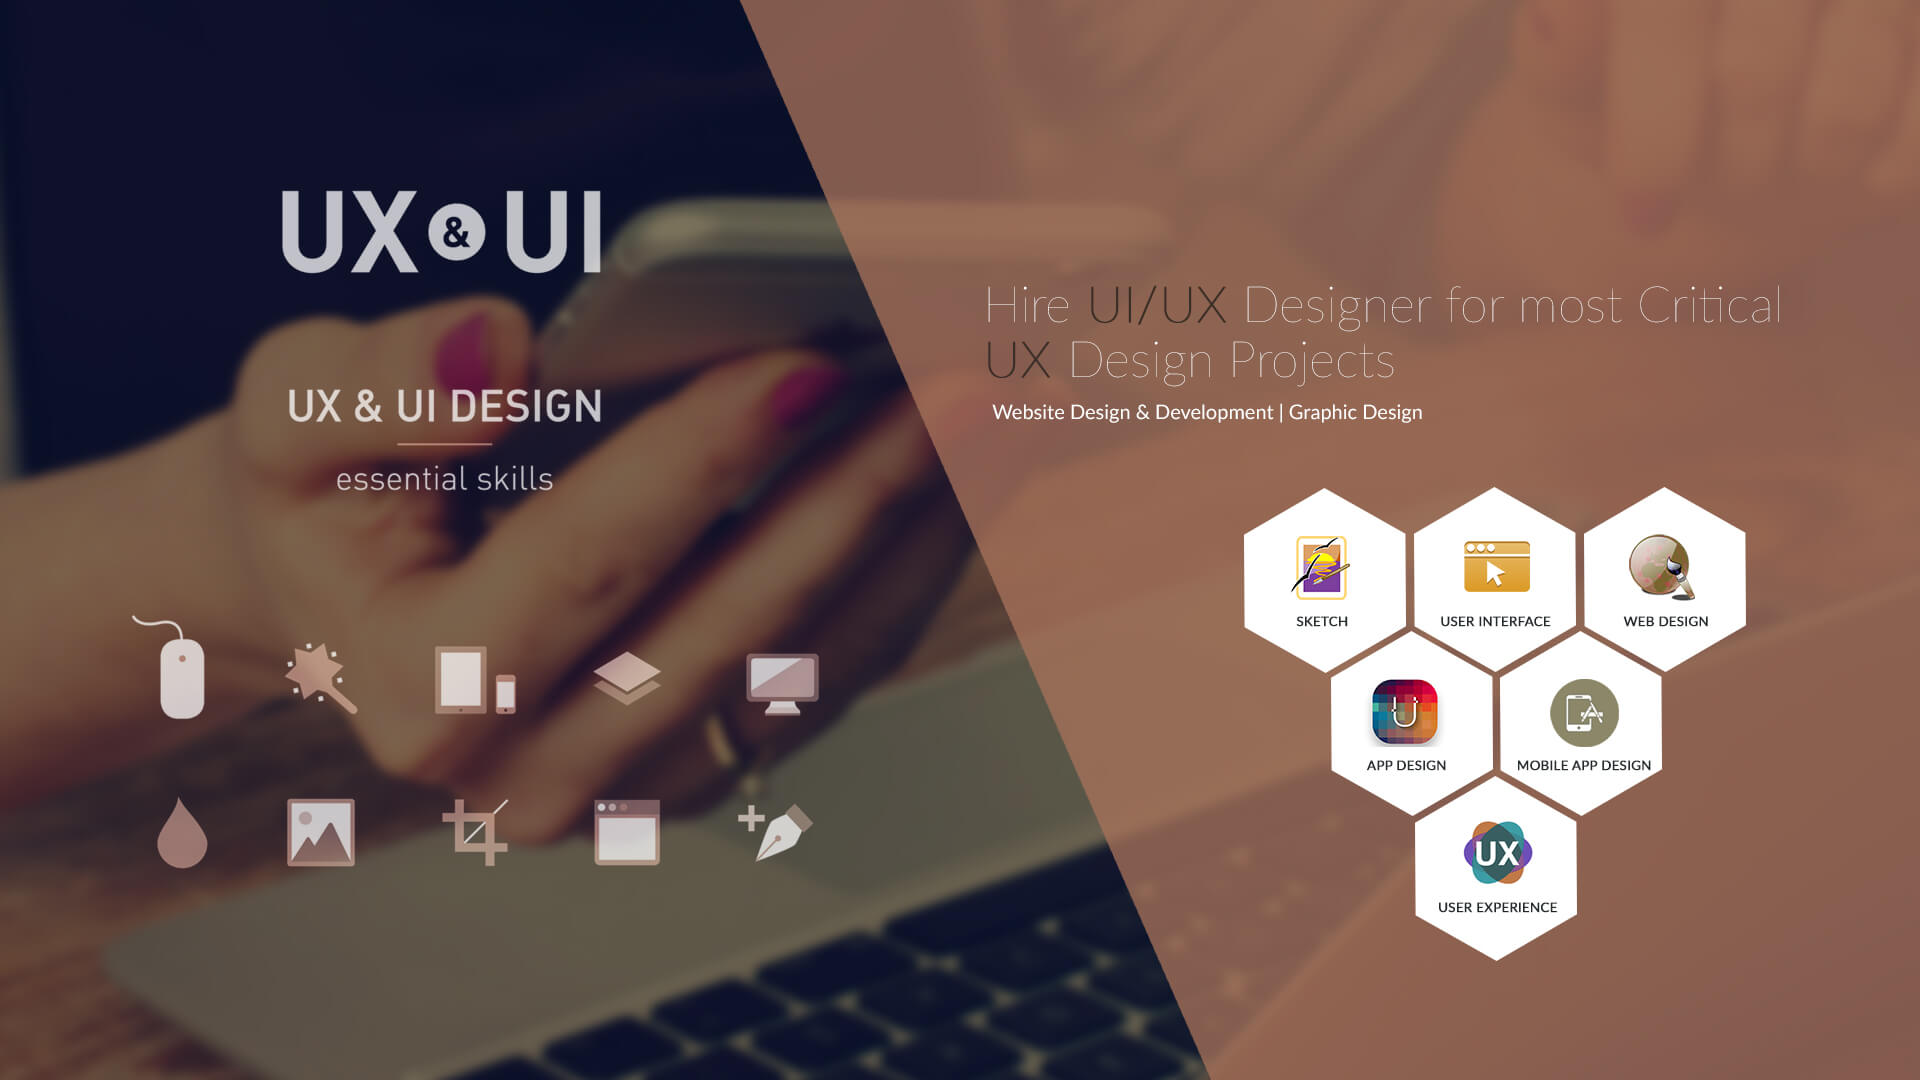 UX & UI
UX & UI DESIGN
essential skills
Hire UI/UX Designer for most Critical
UX Design Projects
Website Design & Development | Graphic Design
SKETCH
USER INTERFACE
WEB DESIGN
U
APP DESIGN
MOBILE APP DESIGN
UX
USER EXPERIENCE